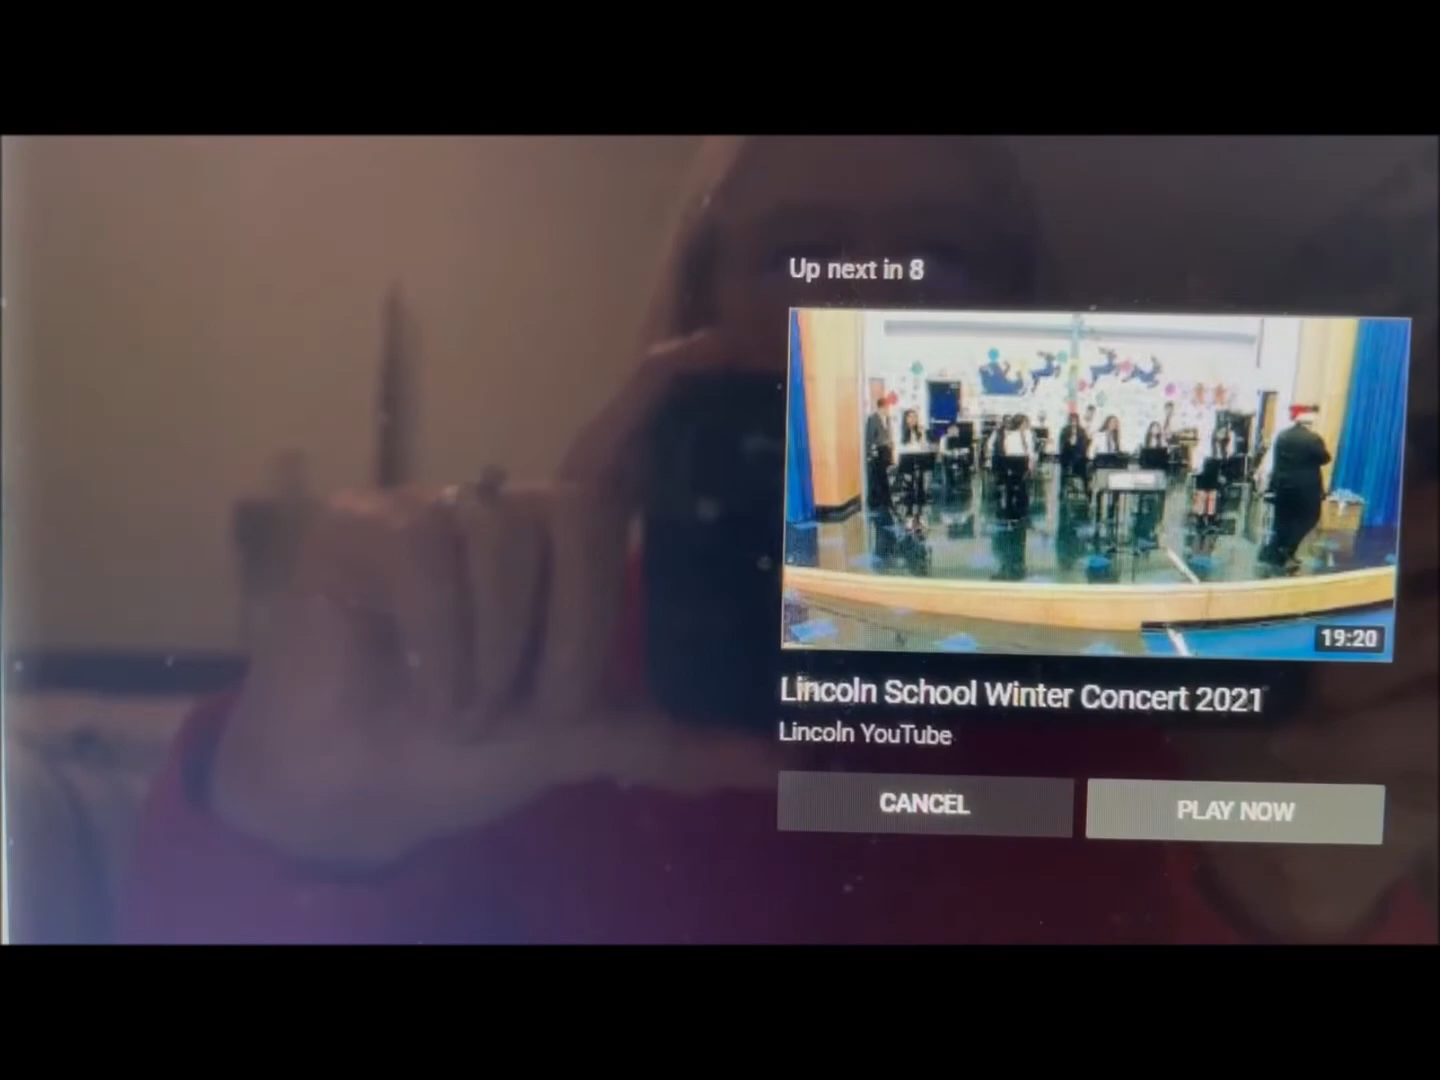 Up next in 8
19:20
Lincoln School Winter Concert 2021
Lincoln YouTube
CANCEL
PLAY NOW